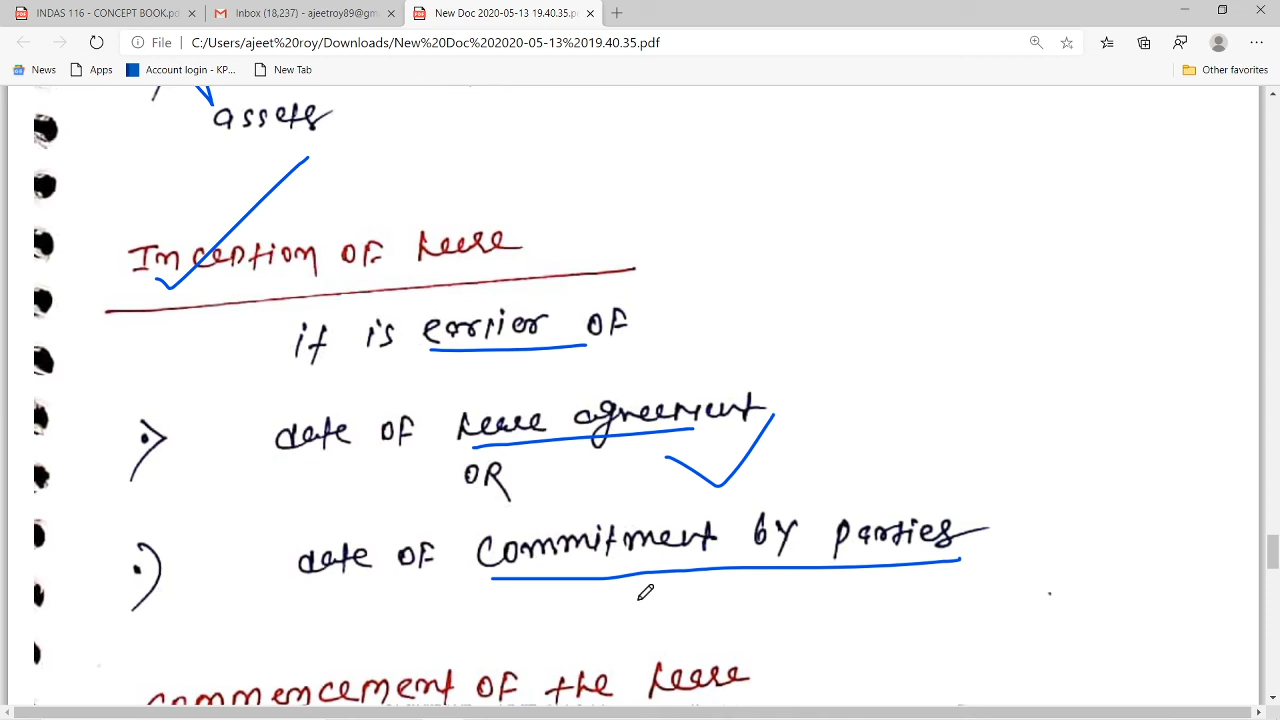 INDAS 116 - CONCEPT BOOK.pd
Inbox (18,237) - ajeetroy89@gm
New Doc 2020-05-13 19.40.35.p
File
C:/Users/ajeet%20roy/Downloads/New%20Doc%202020-05-13%2019.40.35.pdf
News
Apps
Account login - KP...
New Tab
Other favorites
assets
Inception of lease
it is earlier of
date of lease agreement
OR
date of commitment by parties
commencement of the lease